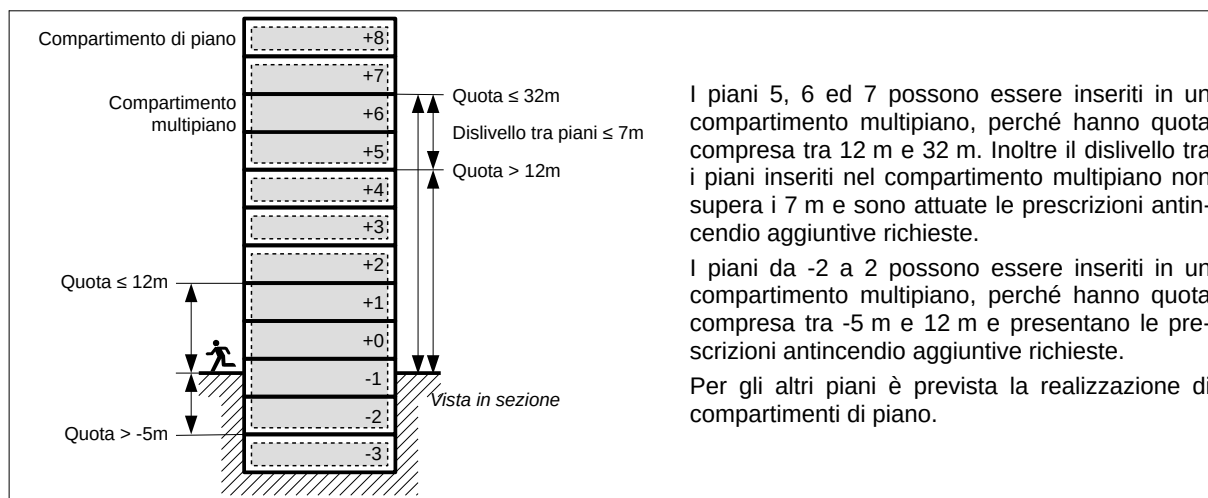 Compartimento di piano
+8
+7
Compartimento
multipiano
+6
+5
Quota ≤ 32m
Dislivello tra piani ≤ 7m
Quota > 12m
+4
+3
+2
Quota ≤ 12m
+1
+0
-1
Vista in sezione
-2
Quota > -5m
-3
I piani 5, 6 ed 7 possono essere inseriti in un
compartimento multipiano, perché hanno quota
compresa tra 12 m e 32 m. Inoltre il dislivello tra
i piani inseriti nel compartimento multipiano non
supera i 7 m e sono attuate le prescrizioni antin-
cendio aggiuntive richieste.
I piani da -2 a 2 possono essere inseriti in un
compartimento multipiano, perché hanno quota
compresa tra -5 m e 12 m e presentano le pre-
scrizioni antincendio aggiuntive richieste.
Per gli altri piani è prevista la realizzazione di
compartimenti di piano.